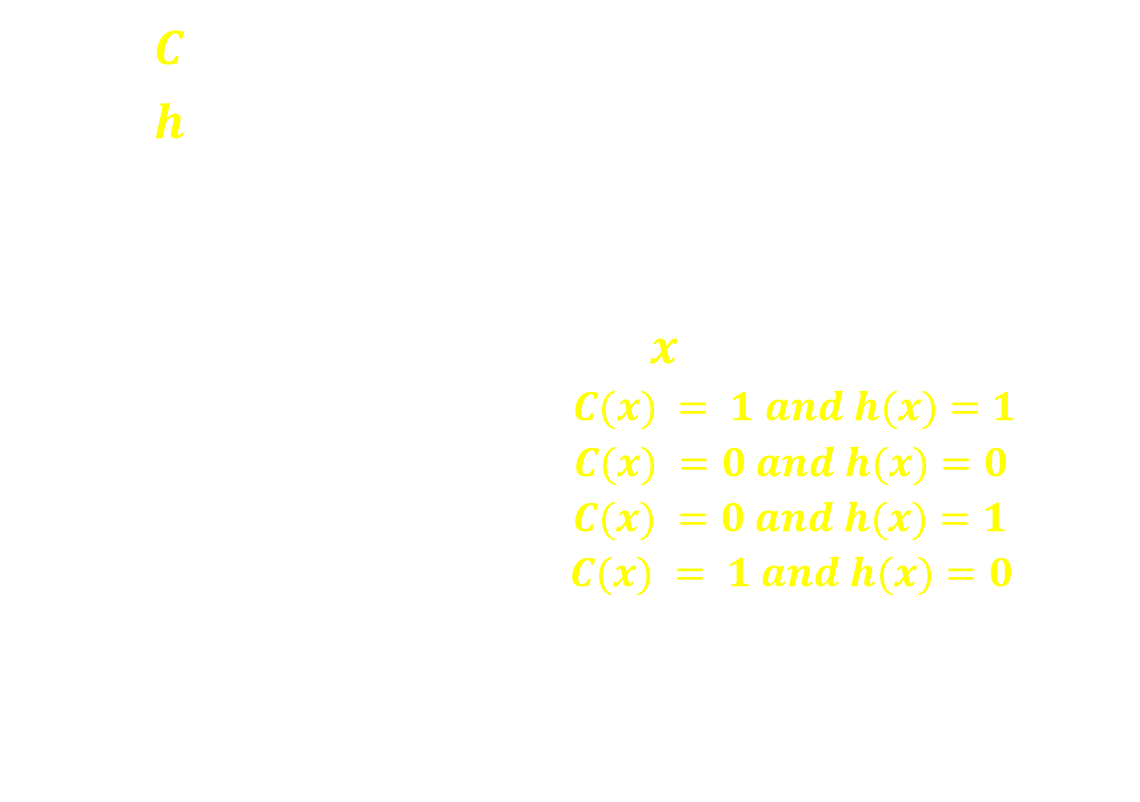 C
h
x
C(x) = 1 and h(x) = 1
C(x) = 0 and h(x) = 0
C(x) = 0 and h(x) = 1
C(x) = 1 and h(x) = 0